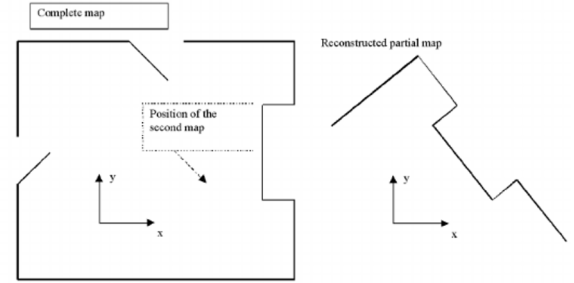 Complete map
Reconstructed partial map
Position of the
second map
y
x
y
x